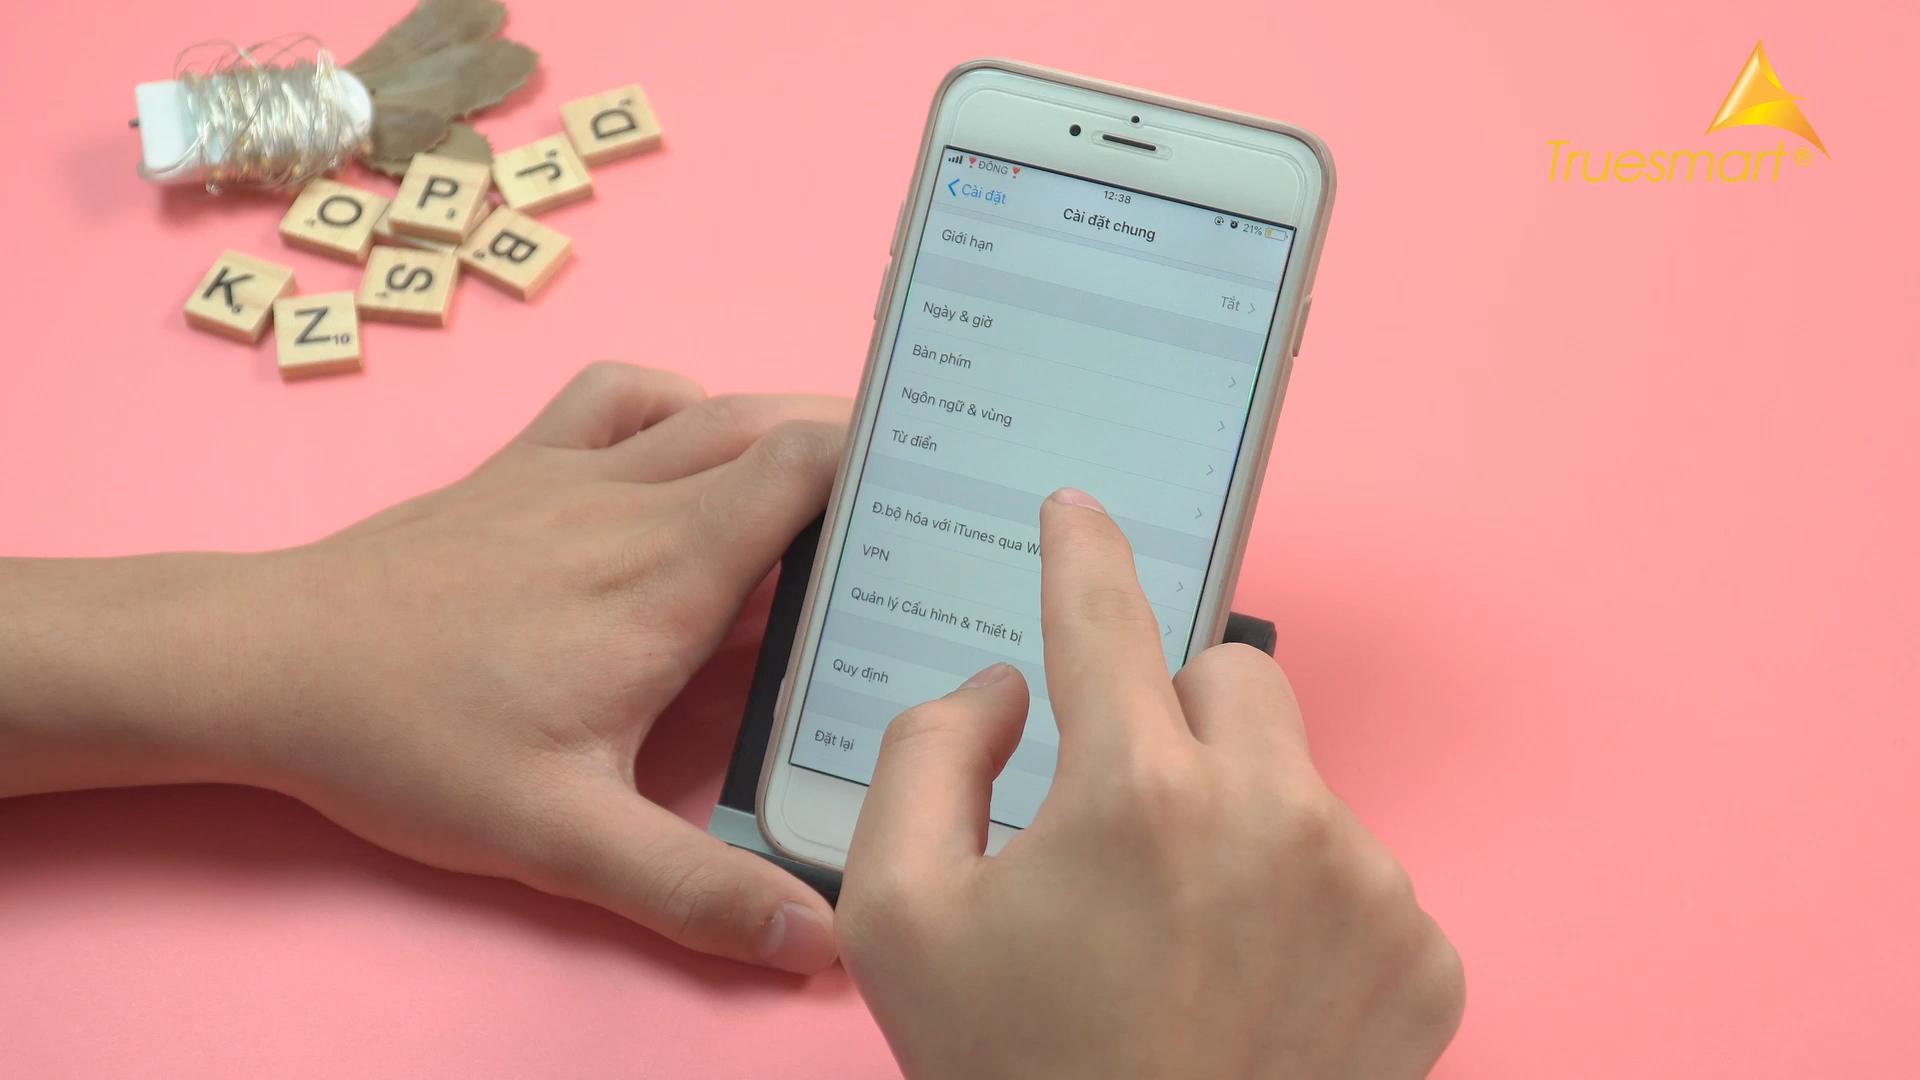 Truesmart®
D
J
P
O
B
S
K
Z10
ĐÔNG
12:38
21%
Cài đặt
Cài đặt chung
Giới hạn
Tắt
Ngày & giờ
Bàn phím
Ngôn ngữ & vùng
Từ điển
Đ.bộ hóa với iTunes qua
VPN
Quản lý Cấu hình & Thiết bị
Quy định
Đặt lại